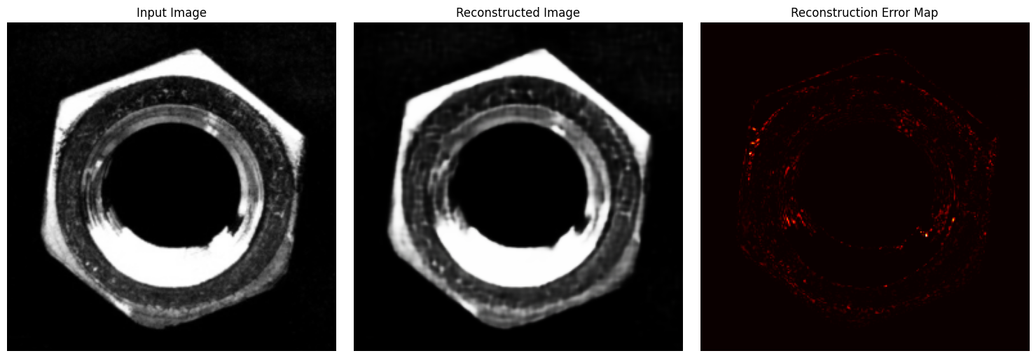 Input Image
Reconstructed Image
Reconstruction Error Map